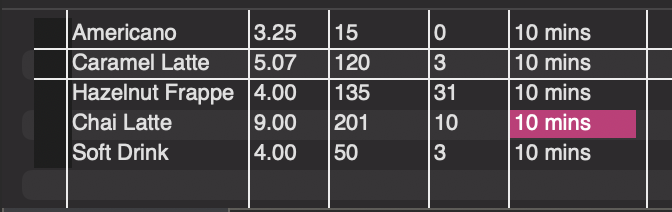 Americano 3.25 15 0 10 mins
Caramel Latte 5.07 120 3 10 mins
Hazelnut Frappe 4.00 135 31 10 mins
Chai Latte 9.00 201 10 10 mins
Soft Drink 4.00 50 3 10 mins